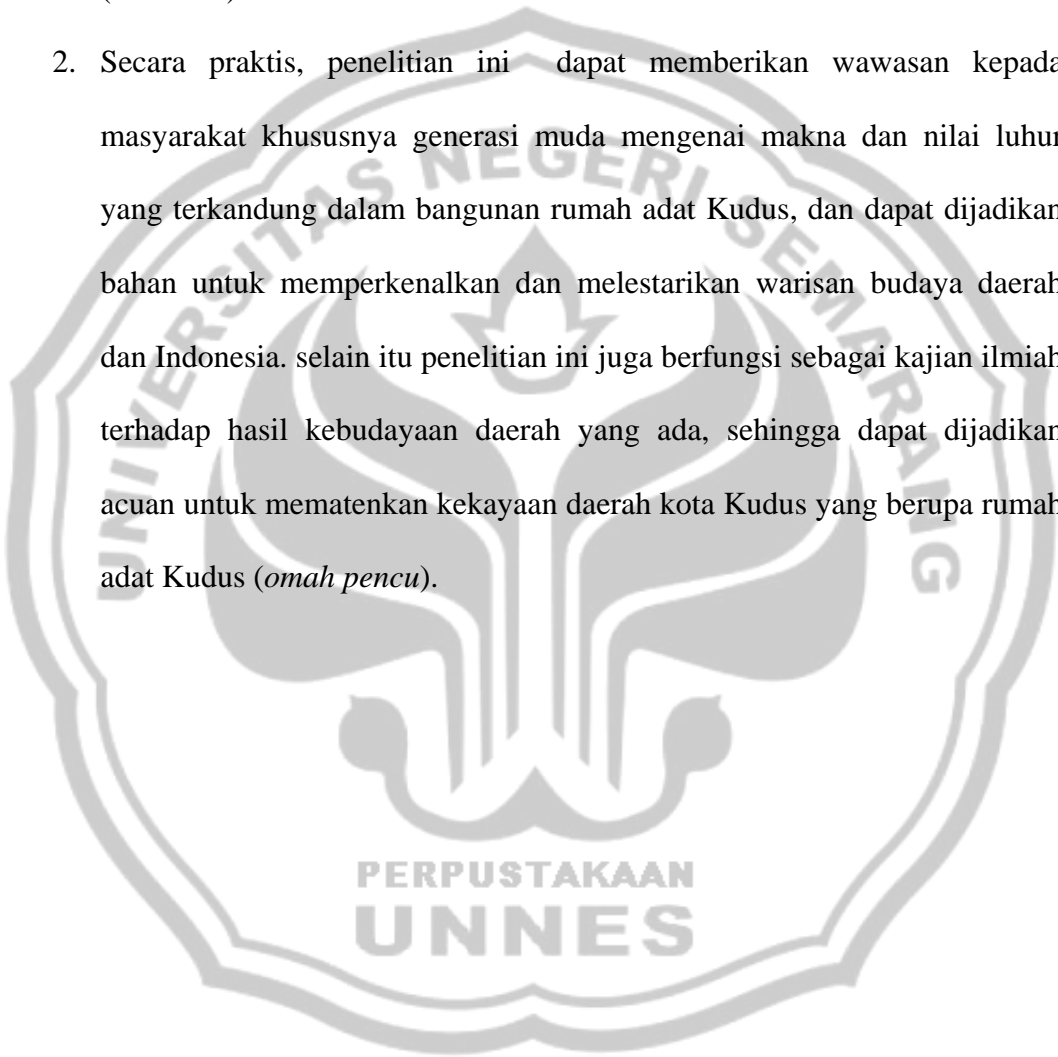 2. Secara praktis, penelitian ini dapat memberikan wawasan kepada
masyarakat khususnya generasi muda mengenai makna dan nilai luhur
yang terkandung dalam bangunan rumah adat Kudus, dan dapat dijadikan
bahan untuk memperkenalkan dan melestarikan warisan budaya daerah
dan Indonesia. selain itu penelitian ini juga berfungsi sebagai kajian ilmiah
terhadap hasil kebudayaan daerah yang ada, sehingga dapat dijadikan
acuan untuk mematenkan kekayaan daerah kota Kudus yang berupa rumah
adat Kudus (omah pencu).
UNIVERSITAS NEGERI SEMARANG
PERPUSTAKAAN
UNNES